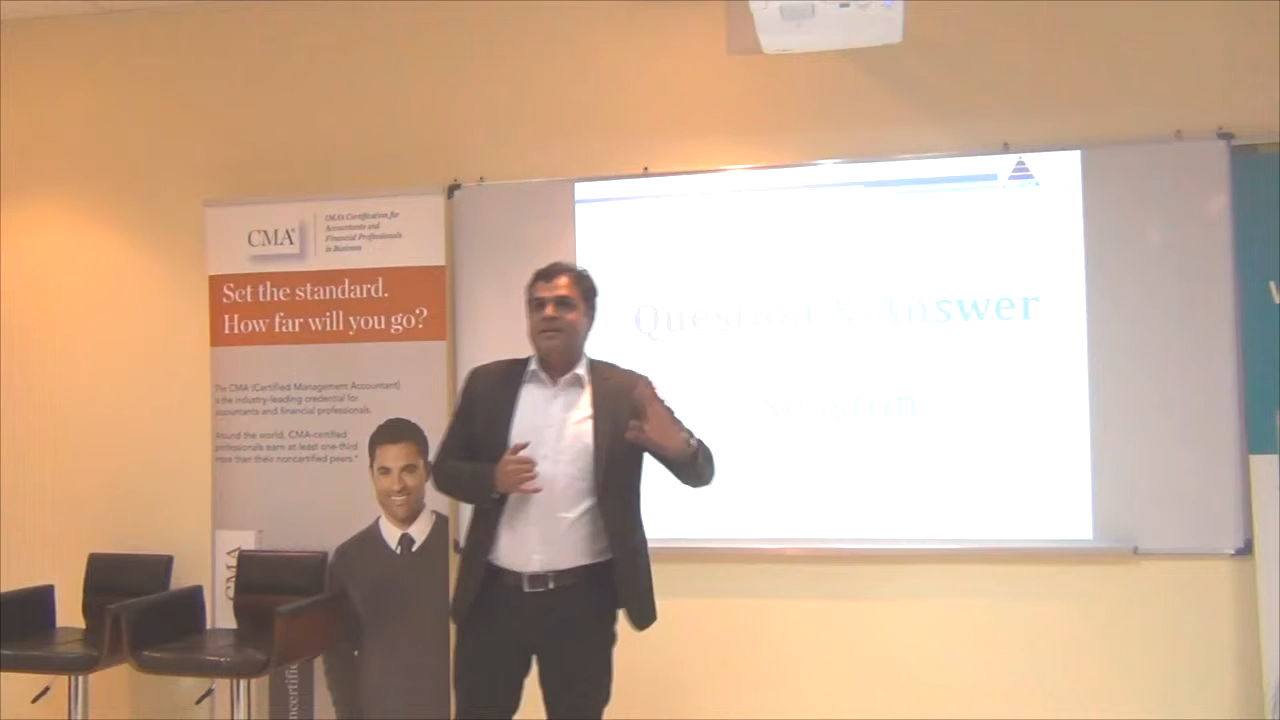 CMA®
IMA's Certification for
Accountants and
Financial Professionals
in Business
Set the standard.
How far will you go?
The CMA (Certified Management Accountant)
is the industry-leading credential for
accountants and financial professionals.
Around the world, CMA-certified
professionals earn at least one-third
more than their noncertified peers.*
CMA
Question & Answer
Session